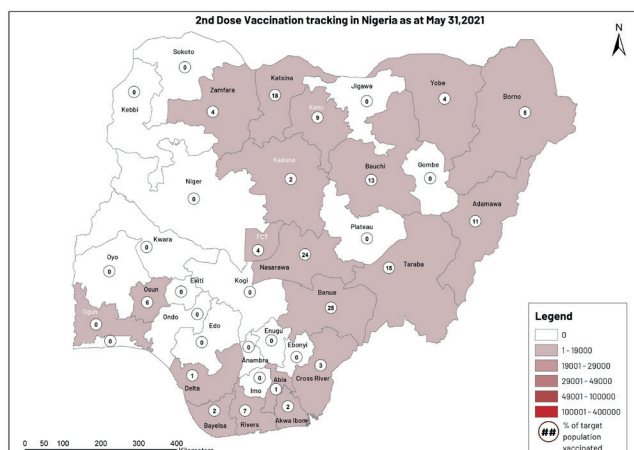 2nd Dose Vaccination tracking in Nigeria as at May 31,2021
N
Sokoto
0
Kebbi
0
Zamfara
4
Katsina
18
Kano
9
Jigawa
0
Yobe
4
Borno
5
Kaduna
2
Bauchi
13
Gombe
0
Adamawa
11
Niger
0
Plateau
0
FCT
4
Nasarawa
24
Taraba
15
Kwara
0
Oyo
0
Osun
6
Ekiti
0
Kogi
0
Benue
25
Ogun
0
0
Ondo
0
Edo
0
Enugu
0
Ebonyi
0
Anambra
0
Imo
0
Abia
1
Cross River
3
Delta
1
Bayelsa
2
Rivers
7
Akwa Ibom
2
Legend
0
1 - 19000
19001 - 29000
29001 - 49000
49001 - 100000
100001 - 400000
## % of target
population
vaccinated
0 50 100 200 300 400
Kilometers